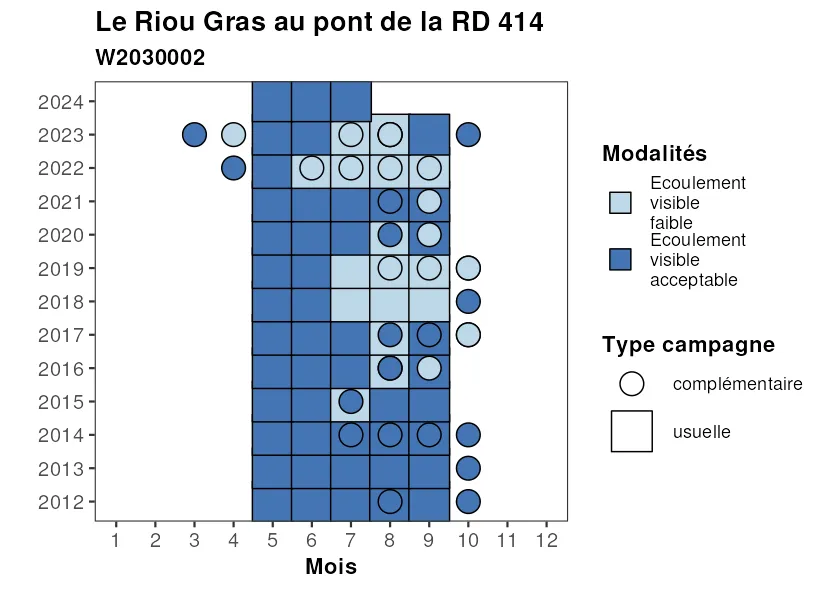 Le Riou Gras au pont de la RD 414
W2030002
2024
2023
2022
2021
2020
2019
2018
2017
2016
2015
2014
2013
2012
1 2 3 4 5 6 7 8 9 10 11 12
Mois
Modalités
Ecoulement
visible
faible
Ecoulement
visible
acceptable
Type campagne
complémentaire
usuelle